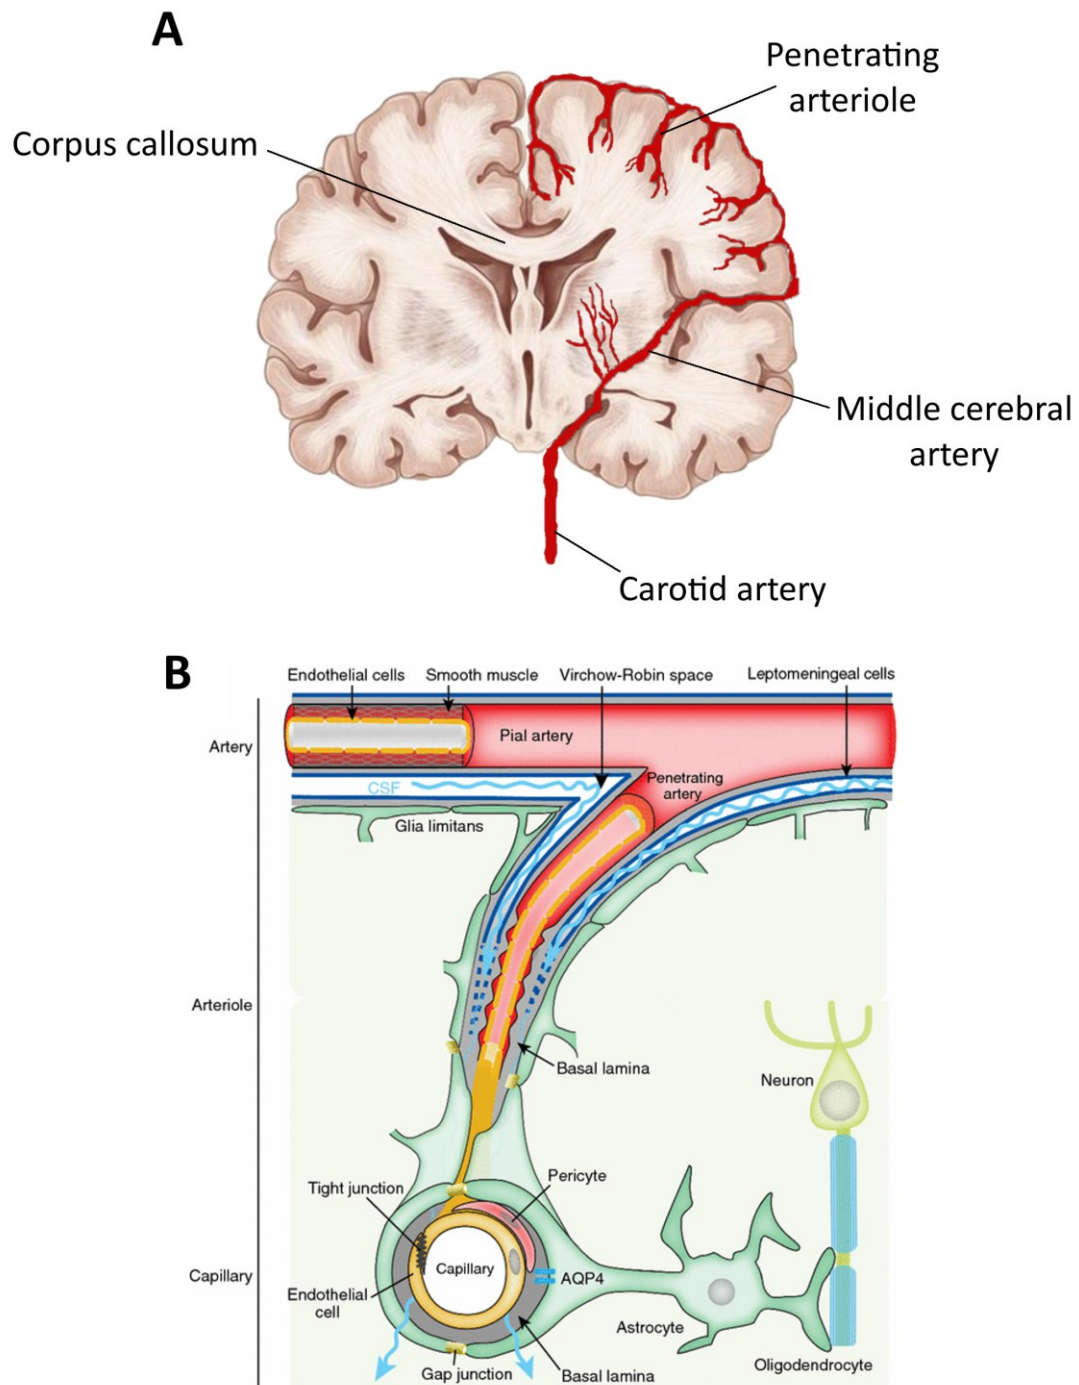 A
Penetrating
arteriole
Corpus callosum
Middle cerebral
artery
Carotid artery
B
Endothelial cells
Smooth muscle
Virchow-Robin space
Leptomeningeal cells
Artery
Pial artery
Penetrating
artery
CSF
Glia limitans
Arteriole
Basal lamina
Neuron
Pericyte
Tight junction
Capillary
Capillary
AQP4
Endothelial
cell
Astrocyte
Oligodendrocyte
Gap junction
Basal lamina